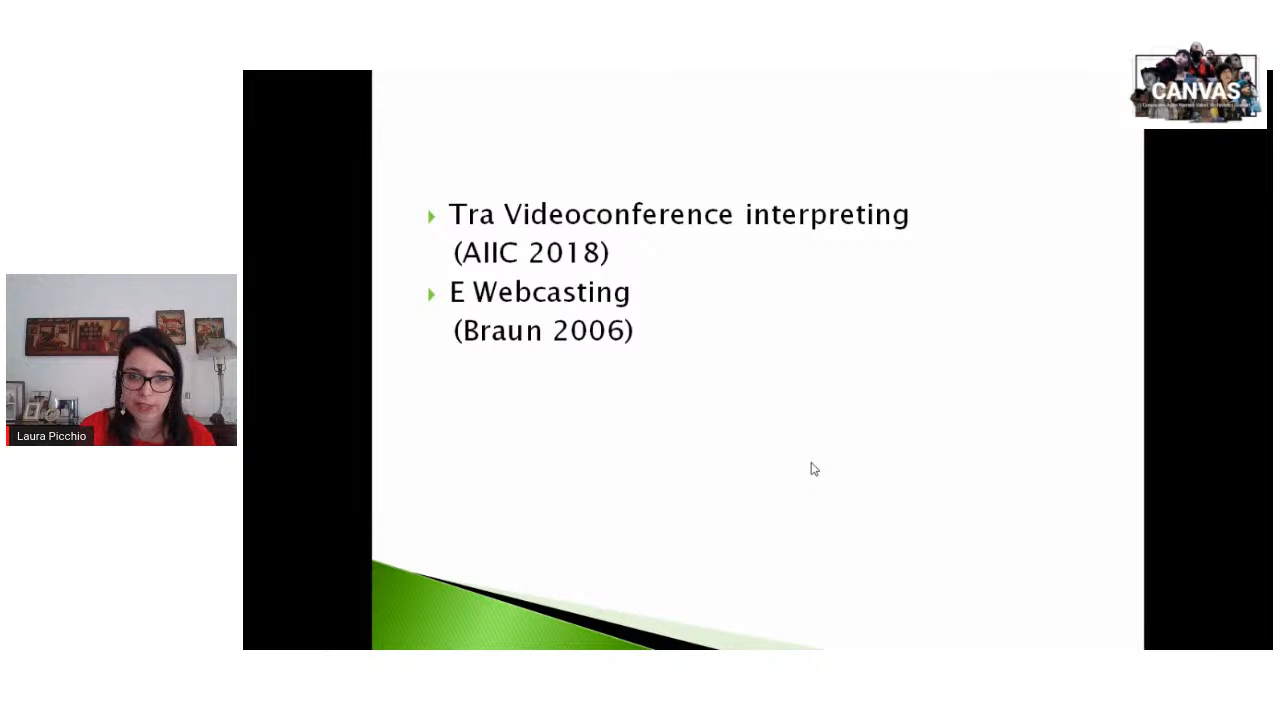 CANVAS
Tra Videoconference interpreting
(AIIC 2018)
E Webcasting
(Braun 2006)
Laura Picchio